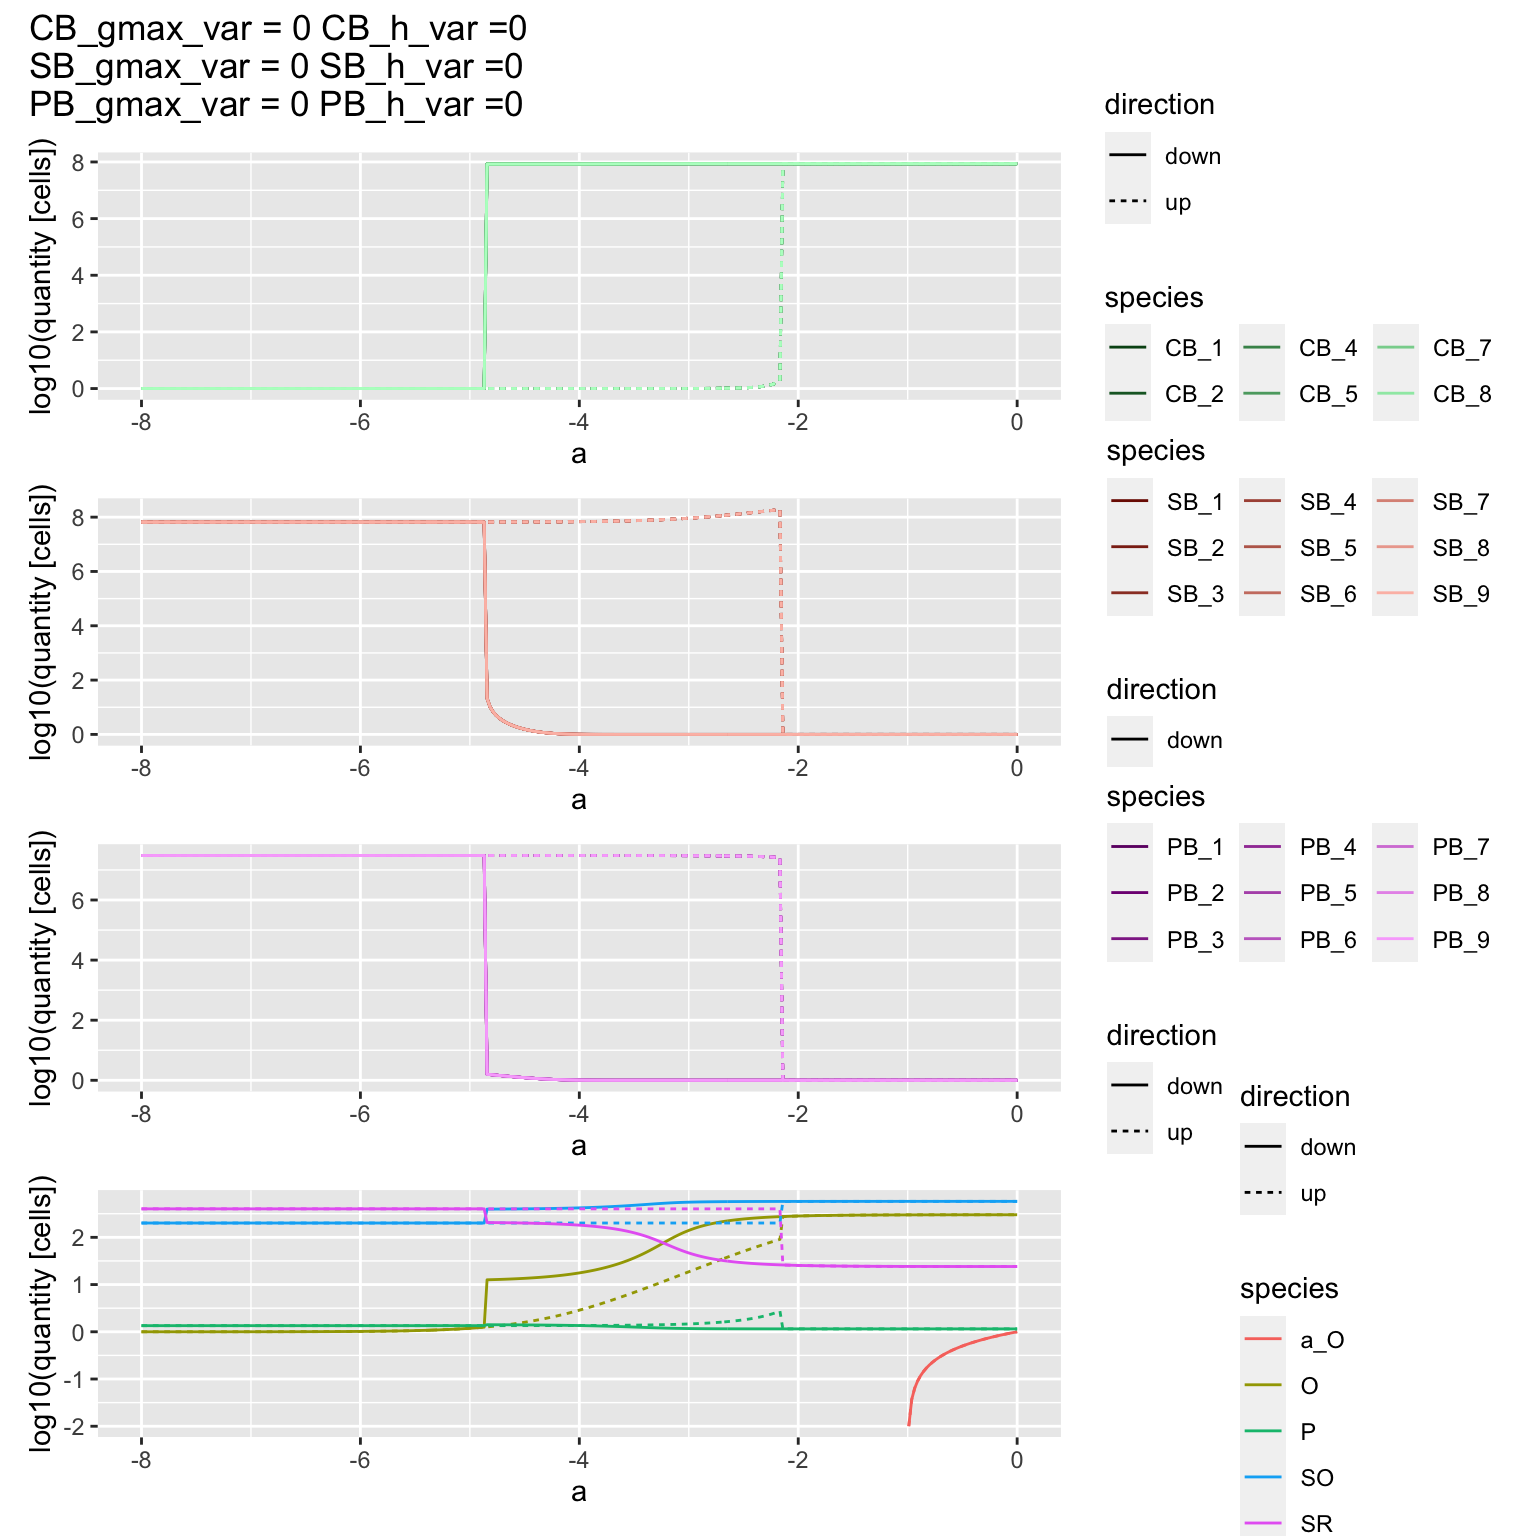 CB_gmax_var = 0 CB_h_var =0
SB_gmax_var = 0 SB_h_var =0
PB_gmax_var = 0 PB_h_var =0
log10(quantity [cells])
8
6
4
2
0
-8 -6 -4 -2 0
a
log10(quantity [cells])
8
6
4
2
0
-8 -6 -4 -2 0
a
log10(quantity [cells])
6
4
2
0
-8 -6 -4 -2 0
a
log10(quantity [cells])
2
1
0
-1
-2
-8 -6 -4 -2 0
a
direction
down
up
species
CB_1 CB_4 CB_7
CB_2 CB_5 CB_8
species
SB_1 SB_4 SB_7
SB_2 SB_5 SB_8
SB_3 SB_6 SB_9
direction
down
species
PB_1 PB_4 PB_7
PB_2 PB_5 PB_8
PB_3 PB_6 PB_9
direction
down
up
direction
down
up
species
a_O
O
P
SO
SR